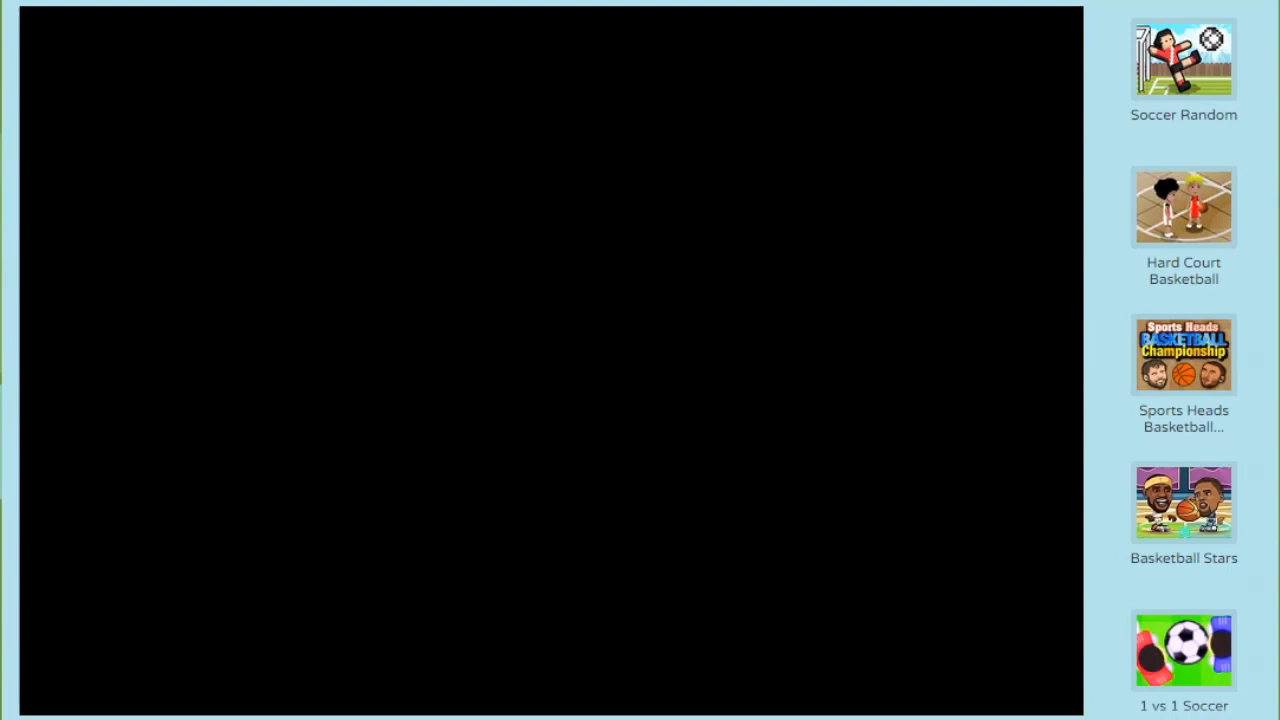 Soccer Random
Hard Court
Basketball
Sports Heads
BASKETBALL
Championship
Sports Heads
Basketball...
Basketball Stars
1 vs 1 Soccer